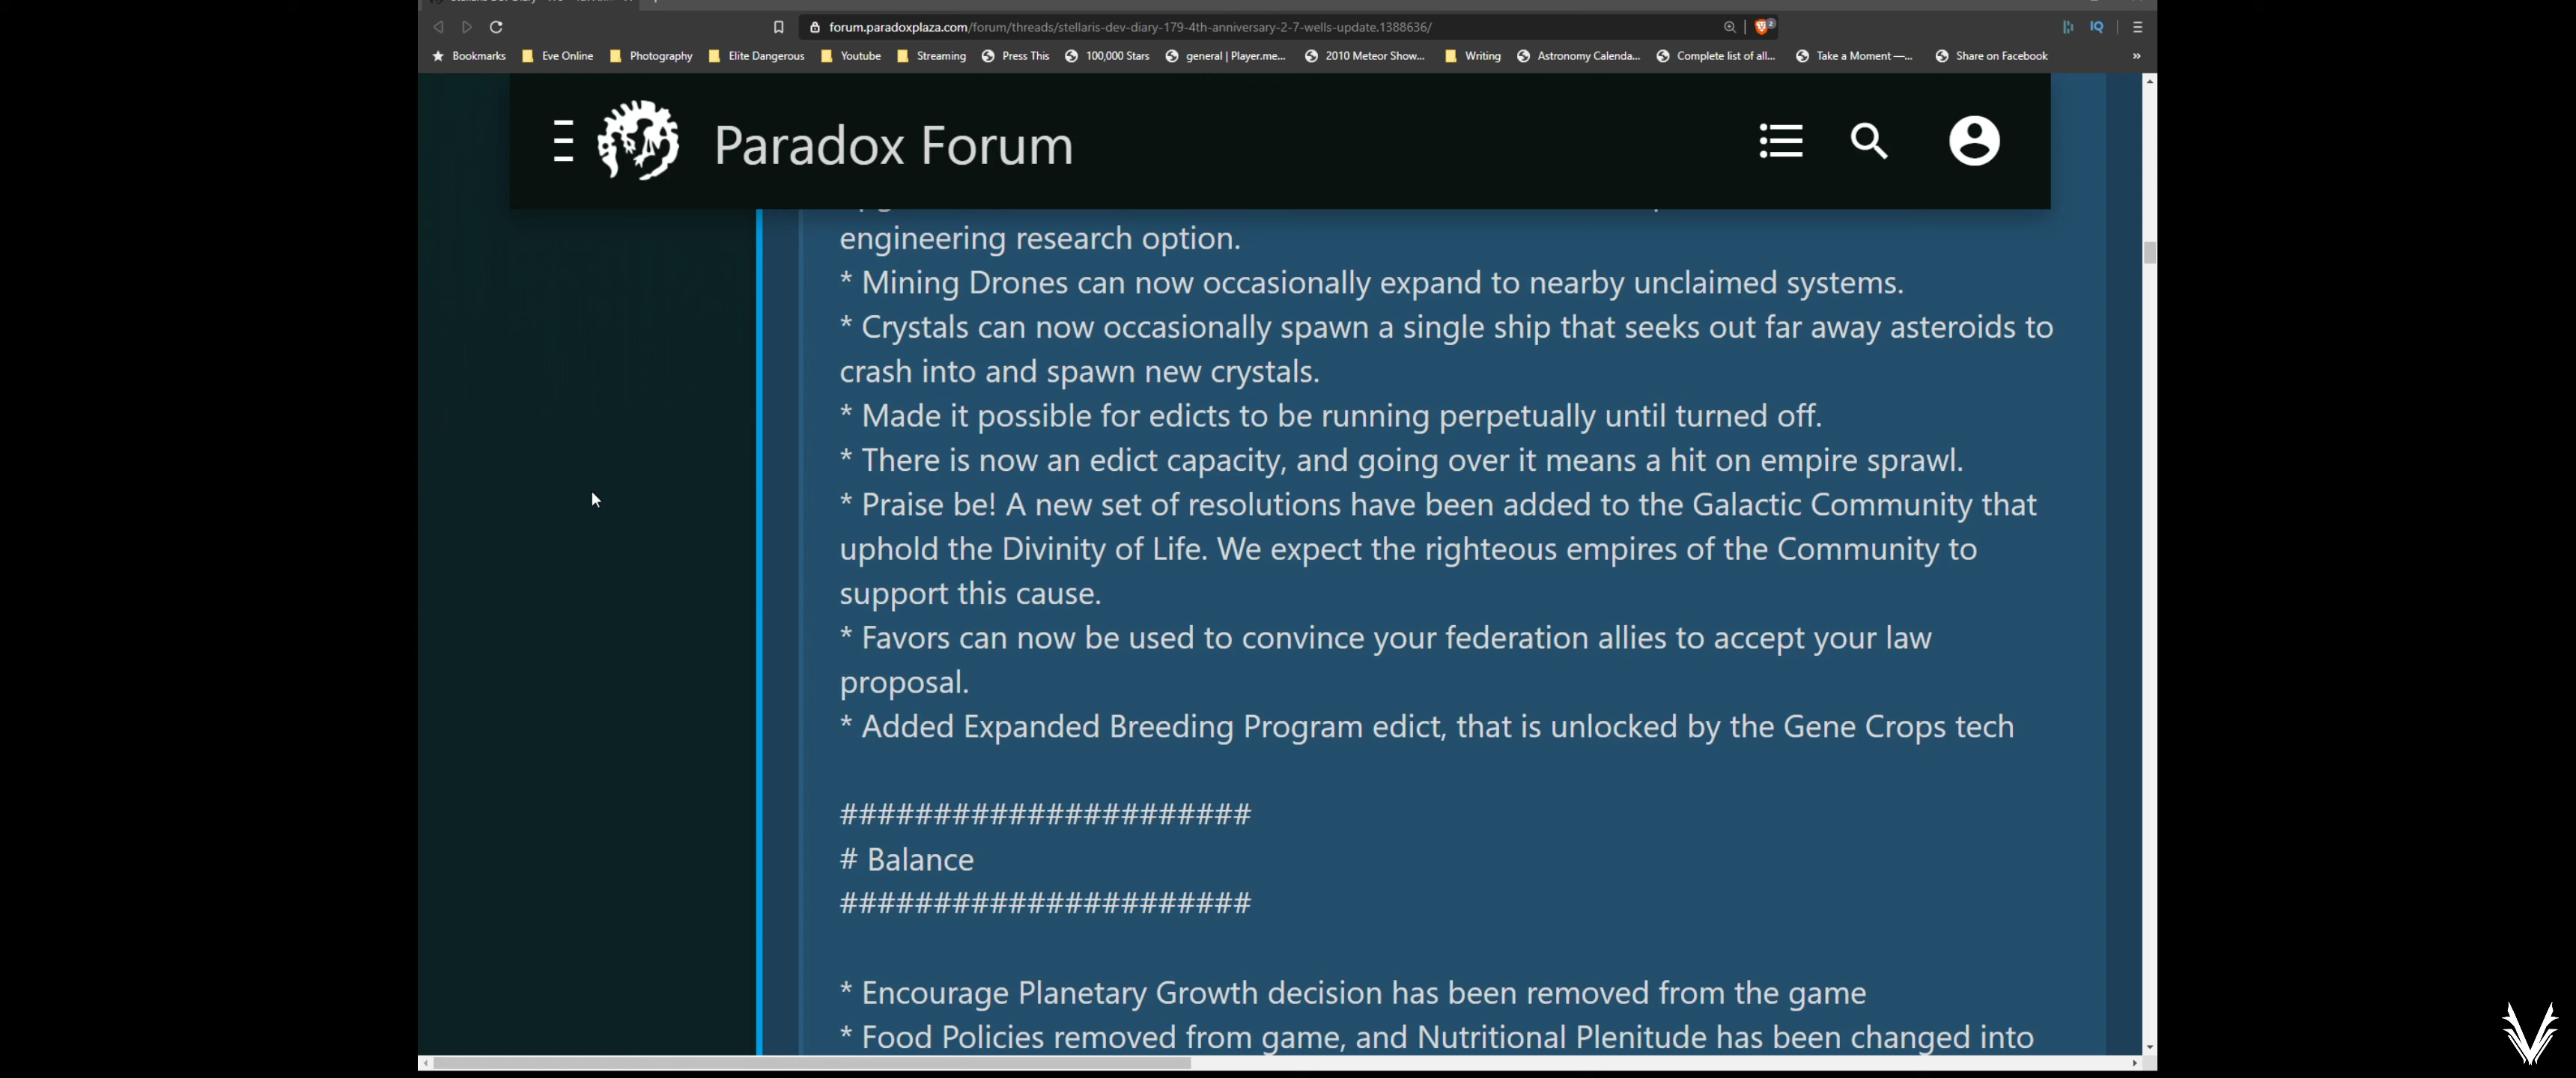 forum.paradoxplaza.com/forum/threads/stellaris-dev-diary-179-4th-anniversary-2-7-wells-update.1388636/
2
IQ
Bookmarks Eve Online Photography Elite Dangerous Youtube Streaming Press This 100,000 Stars general | Player.me... 2010 Meteor Show... Writing Astronomy Calenda... Complete list of all... Take a Moment —... Share on Facebook »
Paradox Forum
engineering research option.
* Mining Drones can now occasionally expand to nearby unclaimed systems.
* Crystals can now occasionally spawn a single ship that seeks out far away asteroids to
crash into and spawn new crystals.
* Made it possible for edicts to be running perpetually until turned off.
* There is now an edict capacity, and going over it means a hit on empire sprawl.
* Praise be! A new set of resolutions have been added to the Galactic Community that
uphold the Divinity of Life. We expect the righteous empires of the Community to
support this cause.
* Favors can now be used to convince your federation allies to accept your law
proposal.
* Added Expanded Breeding Program edict, that is unlocked by the Gene Crops tech
######################
# Balance
######################
* Encourage Planetary Growth decision has been removed from the game
* Food Policies removed from game, and Nutritional Plenitude has been changed into